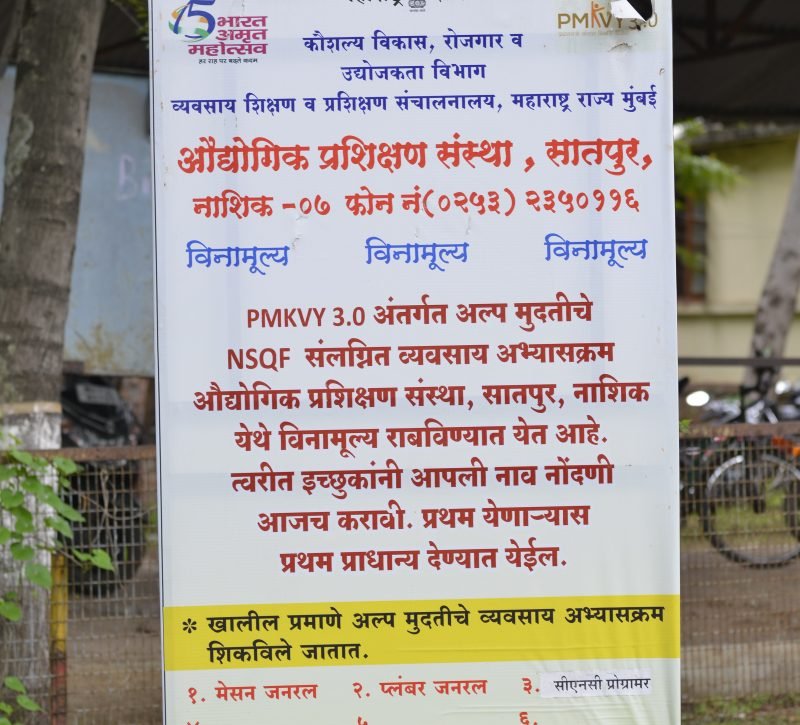 भारत
अमृत
महोत्सव
PMKVY 3.0
कौशल्य विकास, रोजगार व
उद्योजकता विभाग
व्यवसाय शिक्षण व प्रशिक्षण संचालनालय, महाराष्ट्र राज्य मुंबई
औद्योगिक प्रशिक्षण संस्था , सातपुर,
नाशिक -०७ फोन नं(०२५३) २३५०११६
विनामूल्य विनामूल्य विनामूल्य
PMKVY 3.0 अंतर्गत अल्प मुदतीचे
NSQF संलग्नित व्यवसाय अभ्यासक्रम
औद्योगिक प्रशिक्षण संस्था, सातपुर, नाशिक
येथे विनामूल्य राबविण्यात येत आहे.
त्वरीत इच्छुकांनी आपली नाव नोंदणी
आजच करावी. प्रथम येणाऱ्यास
प्रथम प्राधान्य देण्यात येईल.
* खालील प्रमाणे अल्प मुदतीचे व्यवसाय अभ्यासक्रम
शिकविले जातात.
१. मेसन जनरल २. प्लंबर जनरल ३. सीएनसी प्रोग्रामर